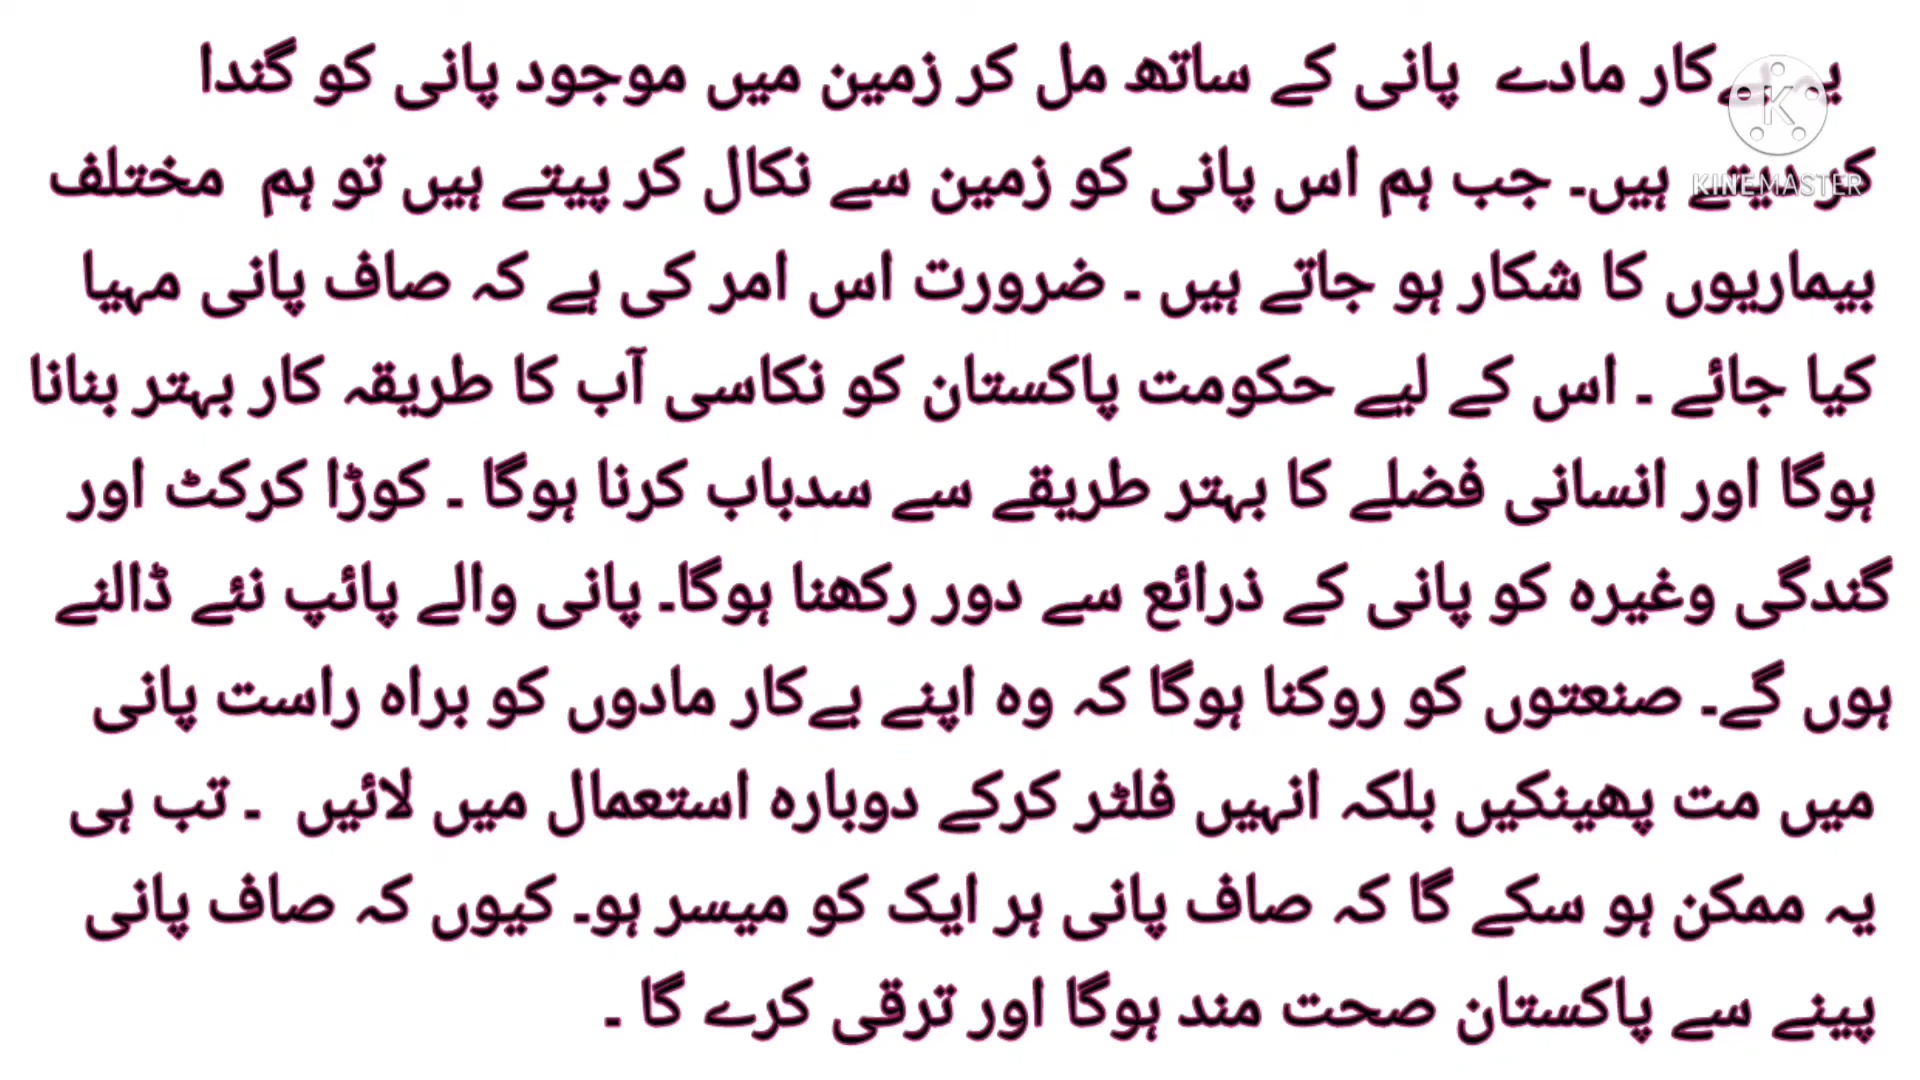 یہ بےکار مادے پانی کے ساتھ مل کر زمین میں موجود پانی کو گندا
کر دیتے ہیں۔ جب ہم اس پانی کو زمین سے نکال کر پیتے ہیں تو ہم مختلف
بیماریوں کا شکار ہو جاتے ہیں ۔ ضرورت اس امر کی ہے کہ صاف پانی مہیا
کیا جائے ۔ اس کے لیے حکومت پاکستان کو نکاسی آب کا طریقہ کار بہتر بنانا
ہوگا اور انسانی فضلے کا بہتر طریقے سے سدباب کرنا ہوگا ۔ کوڑا کرکٹ اور
گندگی وغیرہ کو پانی کے ذرائع سے دور رکھنا ہوگا۔ پانی والے پائپ نئے ڈالنے
ہوں گے۔ صنعتوں کو روکنا ہوگا کہ وہ اپنے بےکار مادوں کو براہ راست پانی
میں مت پھینکیں بلکہ انہیں فلٹر کرکے دوبارہ استعمال میں لائیں ۔ تب ہی
یہ ممکن ہو سکے گا کہ صاف پانی ہر ایک کو میسر ہو۔ کیوں کہ صاف پانی
پینے سے پاکستان صحت مند ہوگا اور ترقی کرے گا ۔
K
KINEMASTER